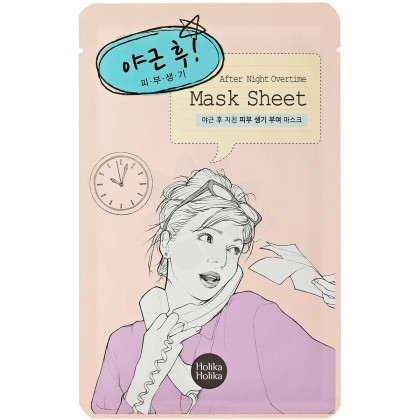 야근 후!
피·부·생·기
After Night Overtime
Mask Sheet
야근 후 지친 피부 생기 부여 마스크
Holika
Holika